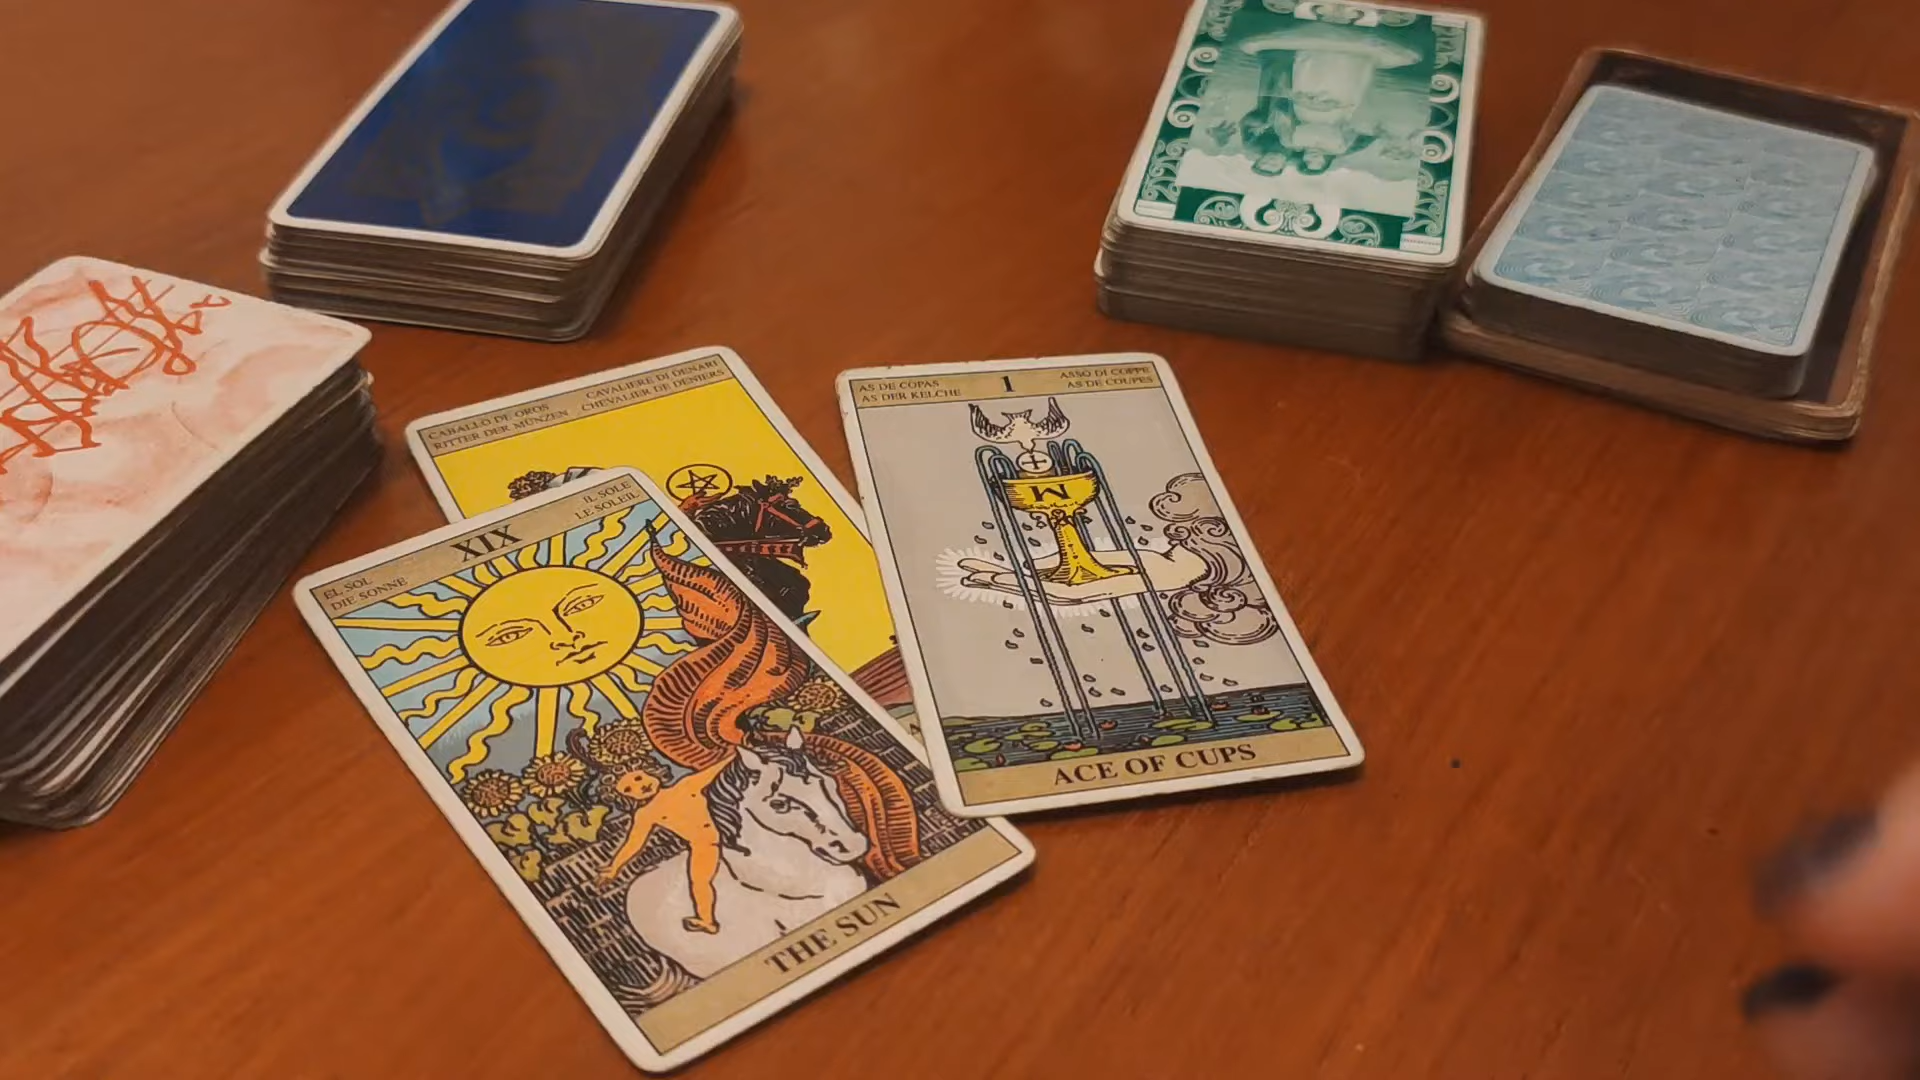 CABALLO DE OROS
RITTER DER MÜNZEN
CAVALIERE DI DENARI
CHEVALIER DE DENIERS
AS DE COPAS
AS DER KELCHE
1
ASSO DI COPPE
AS DE COUPES
M
ACE OF CUPS
EL SOL
DIE SONNE
XIX
IL SOLE
LE SOLEIL
THE SUN